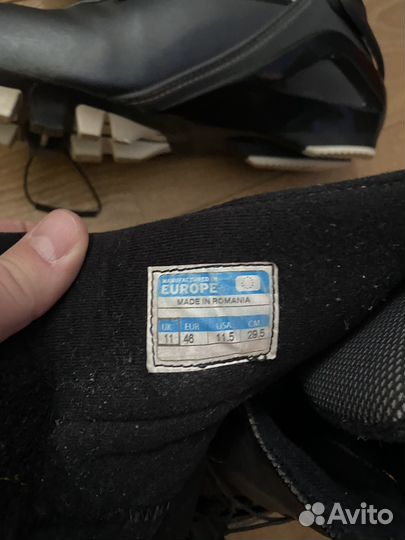 MANUFACTURED IN
EUROPE
MADE IN ROMANIA
UK EUR USA CM
11 46 11.5 29.5
Avito